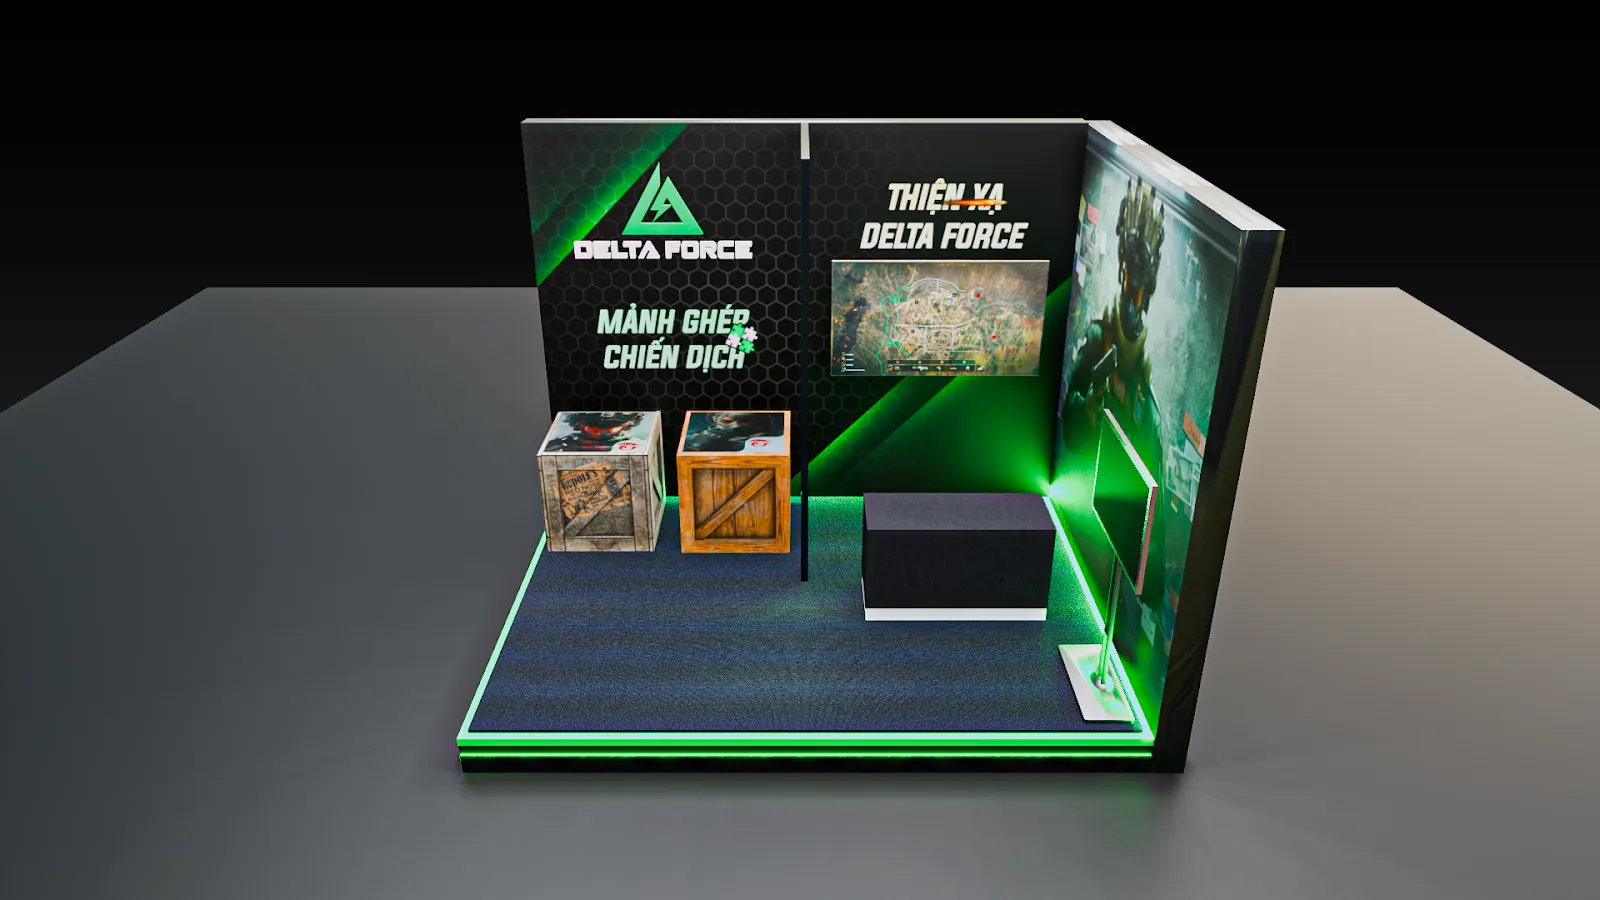 DELTA FORCE
MẢNH GHÉP
CHIẾN DỊCH
THIỆN XẠ
DELTA FORCE